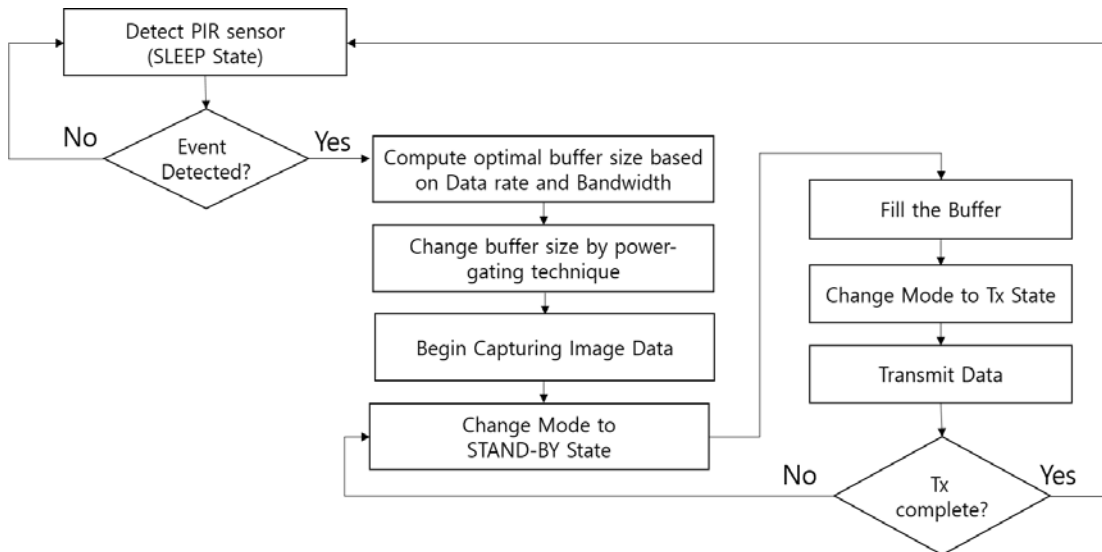 Detect PIR sensor
(SLEEP State)
No
Event
Detected?
Yes
Compute optimal buffer size based
on Data rate and Bandwidth
Change buffer size by power-
gating technique
Begin Capturing Image Data
Change Mode to
STAND-BY State
Fill the Buffer
Change Mode to Tx State
Transmit Data
No
Tx
complete?
Yes